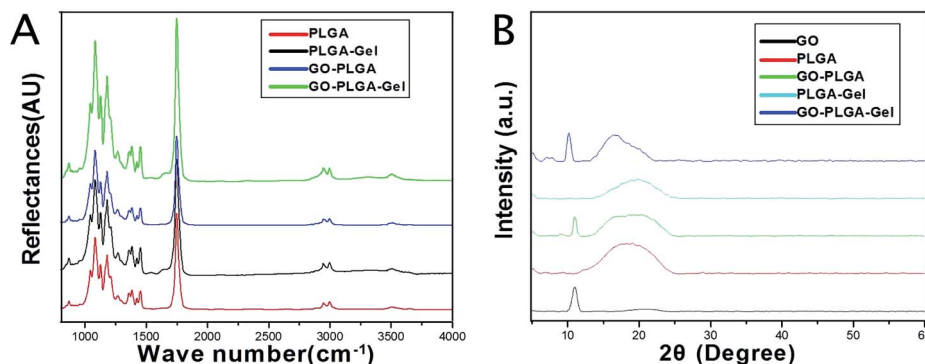 A
Reflectances(AU)
PLGA
PLGA-Gel
GO-PLGA
GO-PLGA-Gel
1000 1500 2000 2500 3000 3500 4000
Wave number(cm⁻¹)
B
Intensity (a.u.)
GO
PLGA
GO-PLGA
PLGA-Gel
GO-PLGA-Gel
10 20 30 40 50 60
2θ (Degree)